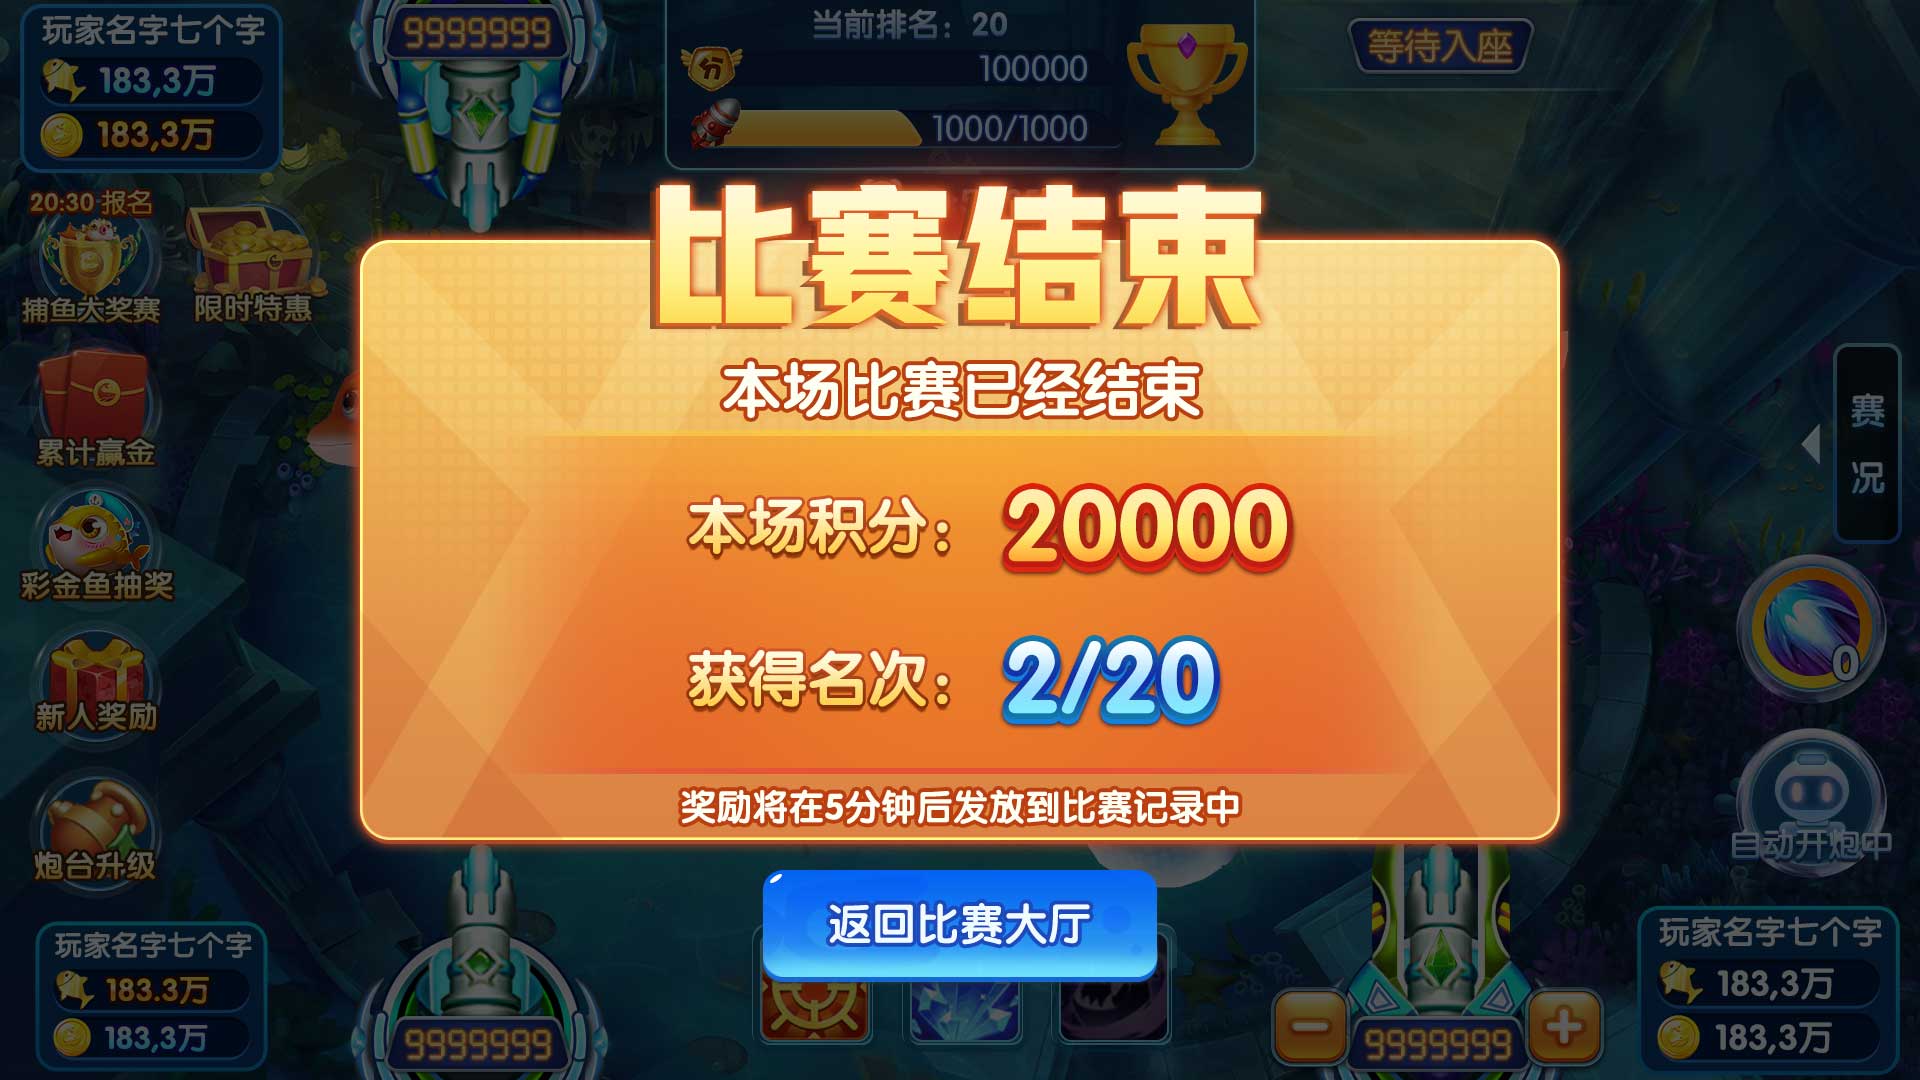 玩家名字七个字
183,3万
183,3万
9999999
当前排名：20
分
100000
1000/1000
等待入座
20:30 报名
捕鱼大奖赛
限时特惠
累计赢金
彩金鱼抽奖
新人奖励
炮台升级
比赛结束
本场比赛已经结束
本场积分：20000
获得名次：2/20
奖励将在5分钟后发放到比赛记录中
返回比赛大厅
赛况
0
自动开炮中
玩家名字七个字
183.3万
183,3万
9999999
9999999
玩家名字七个字
183,3万
183,3万